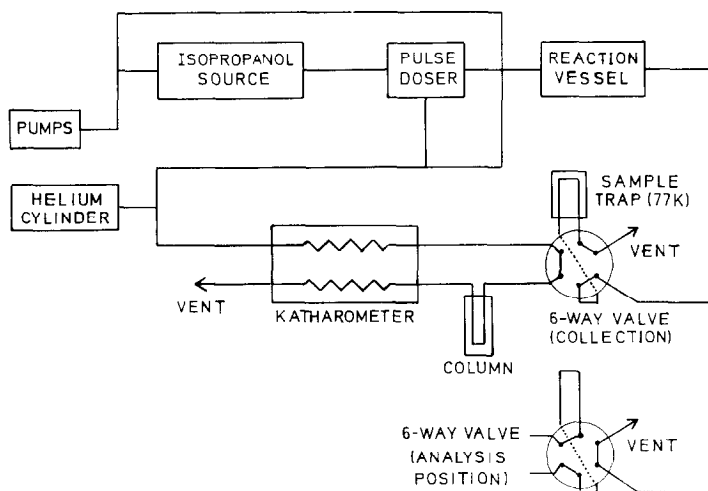 ISOPROPANOL
SOURCE
PULSE
DOSER
REACTION
VESSEL
PUMPS
HELIUM
CYLINDER
SAMPLE
TRAP (77K)
VENT
VENT
KATHAROMETER
6-WAY VALVE
(COLLECTION)
COLUMN
6-WAY VALVE
(ANALYSIS
POSITION)
VENT